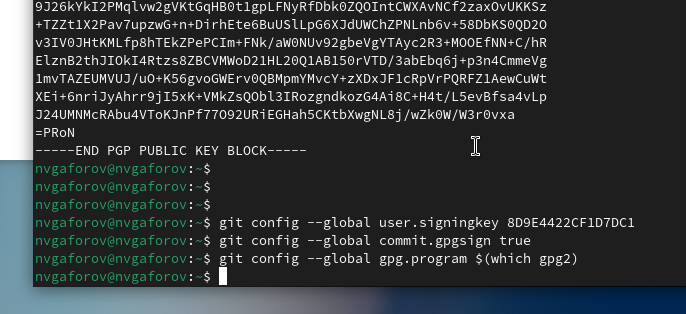 9J26kYkI2PMqlvw2gVKtGqHB0t1gpLFNyRfDbk0ZQOIntCWXAvNCf2zaxOvUKKSz
+TZZt1X2Pav7upzwG+n+DirhEte6BuUSlLpG6XJdUWChZPNLnb6v+58DbKS0QD2O
v3IV0JHtKMLfp8hTEkZPePCIm+FNk/aW0NUv92gbeVgYTAyc2R3+MOOEfNN+C/hR
ElznB2thJIOkI4Rtzs8ZBCVMWoD21HL20Q1AB150rVTD/3abEbq6j+p3n4CmmeVg
1mvTAZEUMVUJ/uO+K56gvoGWErv0QBMpmYMvcY+zXDxJF1cRpVrPQRFZ1AewCuWt
XEi+6nriJyAhrr9jI5xK+VMkZsQObl3IRozgndkozG4Ai8C+H4t/L5evBfsa4vLp
J24UMNMcRAbu4VToKJnPf77O92URiEGHah5CKtbXwgNL8j/wZk0W/W3r0vxa
=PRoN
-----END PGP PUBLIC KEY BLOCK-----
nvgaforov@nvgaforov:~$
nvgaforov@nvgaforov:~$
nvgaforov@nvgaforov:~$
nvgaforov@nvgaforov:~$ git config --global user.signingkey 8D9E4422CF1D7DC1
nvgaforov@nvgaforov:~$ git config --global commit.gpgsign true
nvgaforov@nvgaforov:~$ git config --global gpg.program $(which gpg2)
nvgaforov@nvgaforov:~$